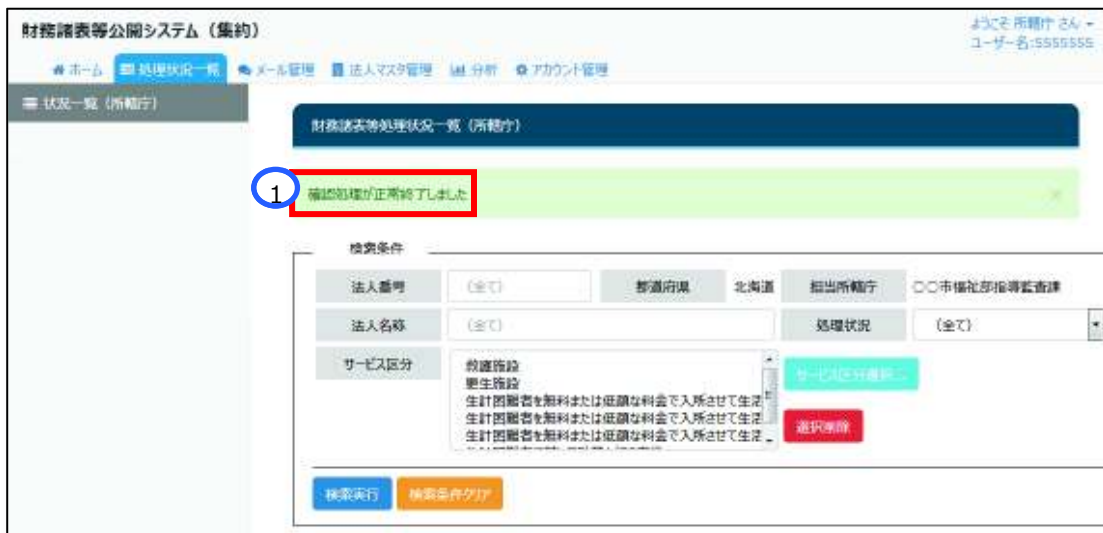 財務諸表等公開システム（集約）
ようこそ 所轄庁 さん
ユーザー名:5555555
ホーム 処理状況一覧 メール管理 法人マスタ管理 分析 アカウント管理
状況一覧（所轄庁）
財務諸表等処理状況一覧（所轄庁）
1 確認処理が正常終了しました ×
検索条件
法人番号 （全て） 都道府県 北海道 担当所轄庁 〇〇市福祉部指導監査課
法人名称 （全て） 処理状況 （全て）
サービス区分 救護施設 サービス区分選択...
更生施設
生計困難者を無料または低額な料金で入所させて生活
生計困難者を無料または低額な料金で入所させて生活
生計困難者を無料または低額な料金で入所させて生活
選択削除
検索実行 検索条件クリア